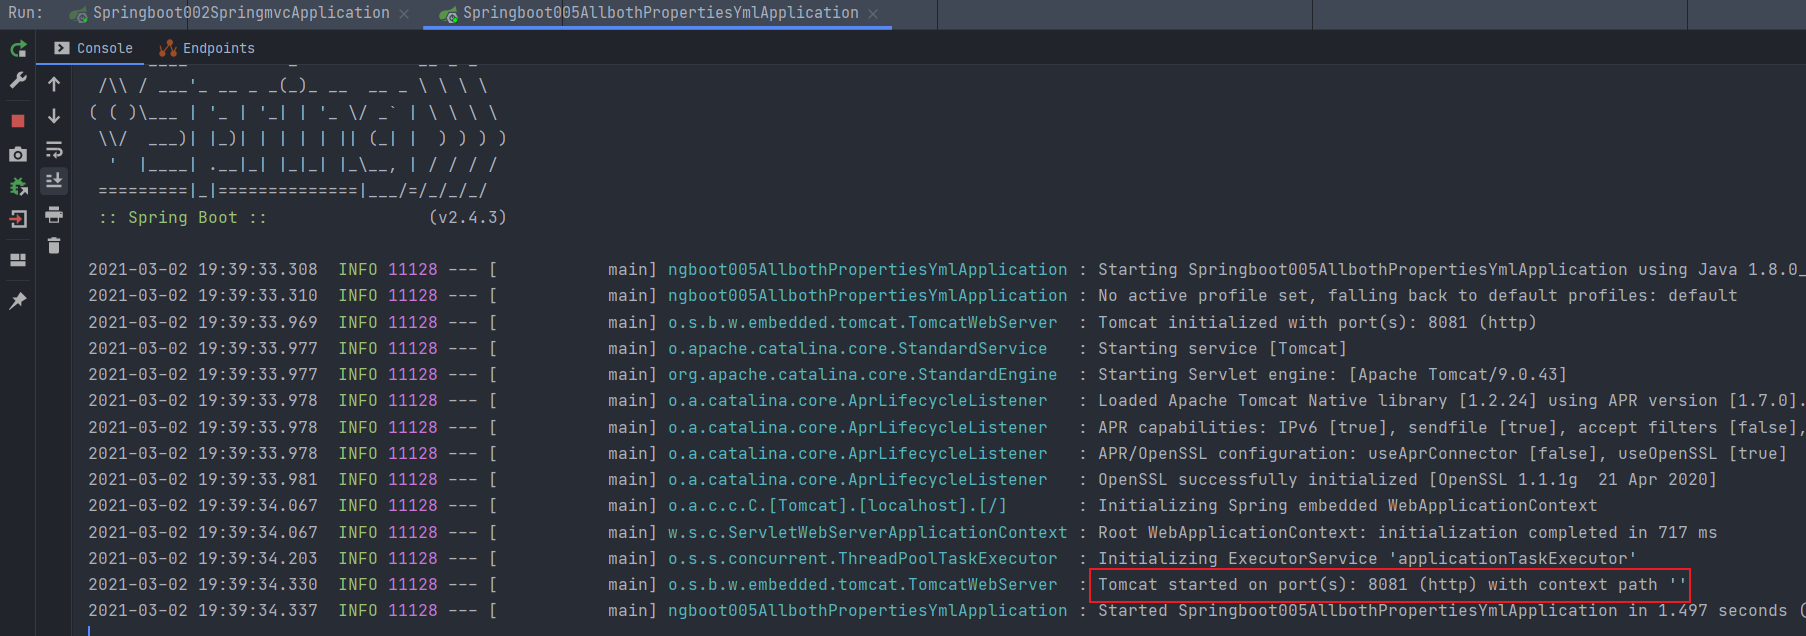 Run: Springboot002SpringmvcApplication × Springboot005AllbothPropertiesYmlApplication ×
Console Endpoints
 /\\ / ___'_ __ _ _(_)_ __  __ _ \ \ \ \
( ( )\___ | '_ | '_| | '_ \/ _` | \ \ \ \
 \\/  ___)| |_)| | | | | || (_| |  ) ) ) )
  '  |____| .__|_| |_|_| |_\__, | / / / /
 =========|_|==============|___/=/_/_/_/
 :: Spring Boot ::                (v2.4.3)
2021-03-02 19:39:33.308  INFO 11128 --- [           main] ngboot005AllbothPropertiesYmlApplication : Starting Springboot005AllbothPropertiesYmlApplication using Java 1.8.0_
2021-03-02 19:39:33.310  INFO 11128 --- [           main] ngboot005AllbothPropertiesYmlApplication : No active profile set, falling back to default profiles: default
2021-03-02 19:39:33.969  INFO 11128 --- [           main] o.s.b.w.embedded.tomcat.TomcatWebServer  : Tomcat initialized with port(s): 8081 (http)
2021-03-02 19:39:33.977  INFO 11128 --- [           main] o.apache.catalina.core.StandardService   : Starting service [Tomcat]
2021-03-02 19:39:33.977  INFO 11128 --- [           main] org.apache.catalina.core.StandardEngine  : Starting Servlet engine: [Apache Tomcat/9.0.43]
2021-03-02 19:39:33.978  INFO 11128 --- [           main] o.a.catalina.core.AprLifecycleListener   : Loaded Apache Tomcat Native library [1.2.24] using APR version [1.7.0].
2021-03-02 19:39:33.978  INFO 11128 --- [           main] o.a.catalina.core.AprLifecycleListener   : APR capabilities: IPv6 [true], sendfile [true], accept filters [false],
2021-03-02 19:39:33.978  INFO 11128 --- [           main] o.a.catalina.core.AprLifecycleListener   : APR/OpenSSL configuration: useAprConnector [false], useOpenSSL [true]
2021-03-02 19:39:33.981  INFO 11128 --- [           main] o.a.catalina.core.AprLifecycleListener   : OpenSSL successfully initialized [OpenSSL 1.1.1g  21 Apr 2020]
2021-03-02 19:39:34.067  INFO 11128 --- [           main] o.a.c.c.C.[Tomcat].[localhost].[/]       : Initializing Spring embedded WebApplicationContext
2021-03-02 19:39:34.067  INFO 11128 --- [           main] w.s.c.ServletWebServerApplicationContext : Root WebApplicationContext: initialization completed in 717 ms
2021-03-02 19:39:34.203  INFO 11128 --- [           main] o.s.s.concurrent.ThreadPoolTaskExecutor  : Initializing ExecutorService 'applicationTaskExecutor'
2021-03-02 19:39:34.330  INFO 11128 --- [           main] o.s.b.w.embedded.tomcat.TomcatWebServer  : Tomcat started on port(s): 8081 (http) with context path ''
2021-03-02 19:39:34.337  INFO 11128 --- [           main] ngboot005AllbothPropertiesYmlApplication : Started Springboot005AllbothPropertiesYmlApplication in 1.497 seconds (